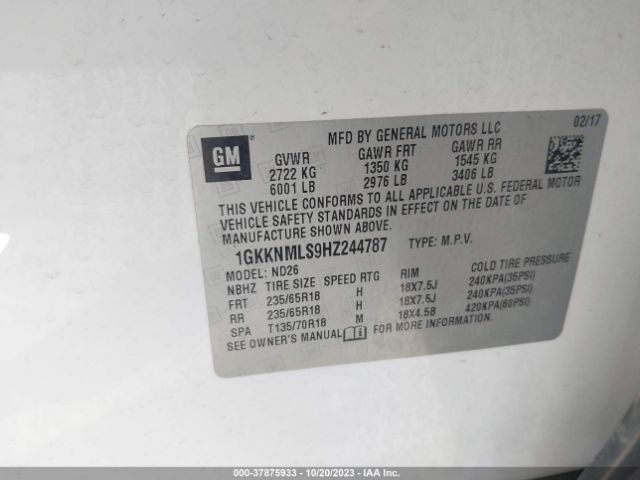 MFD BY GENERAL MOTORS LLC 02/17
GM
GVWR GAWR FRT GAWR RR
2722 KG 1350 KG 1545 KG
6001 LB 2976 LB 3406 LB
THIS VEHICLE CONFORMS TO ALL APPLICABLE U.S. FEDERAL MOTOR
VEHICLE SAFETY STANDARDS IN EFFECT ON THE DATE OF
MANUFACTURE SHOWN ABOVE.
1GKKNMLS9HZ244787 TYPE: M.P.V.
MODEL: ND26
NBHZ TIRE SIZE SPEED RTG RIM COLD TIRE PRESSURE
FRT 235/65R18 H 18X7.5J 240KPA(35PSI)
RR 235/65R18 H 18X7.5J 240KPA(35PSI)
SPA T135/70R18 M 18X4.5B 420KPA(60PSI)
SEE OWNER'S MANUAL FOR MORE INFORMATION.
000-37875933 - 10/20/2023 - IAA Inc.